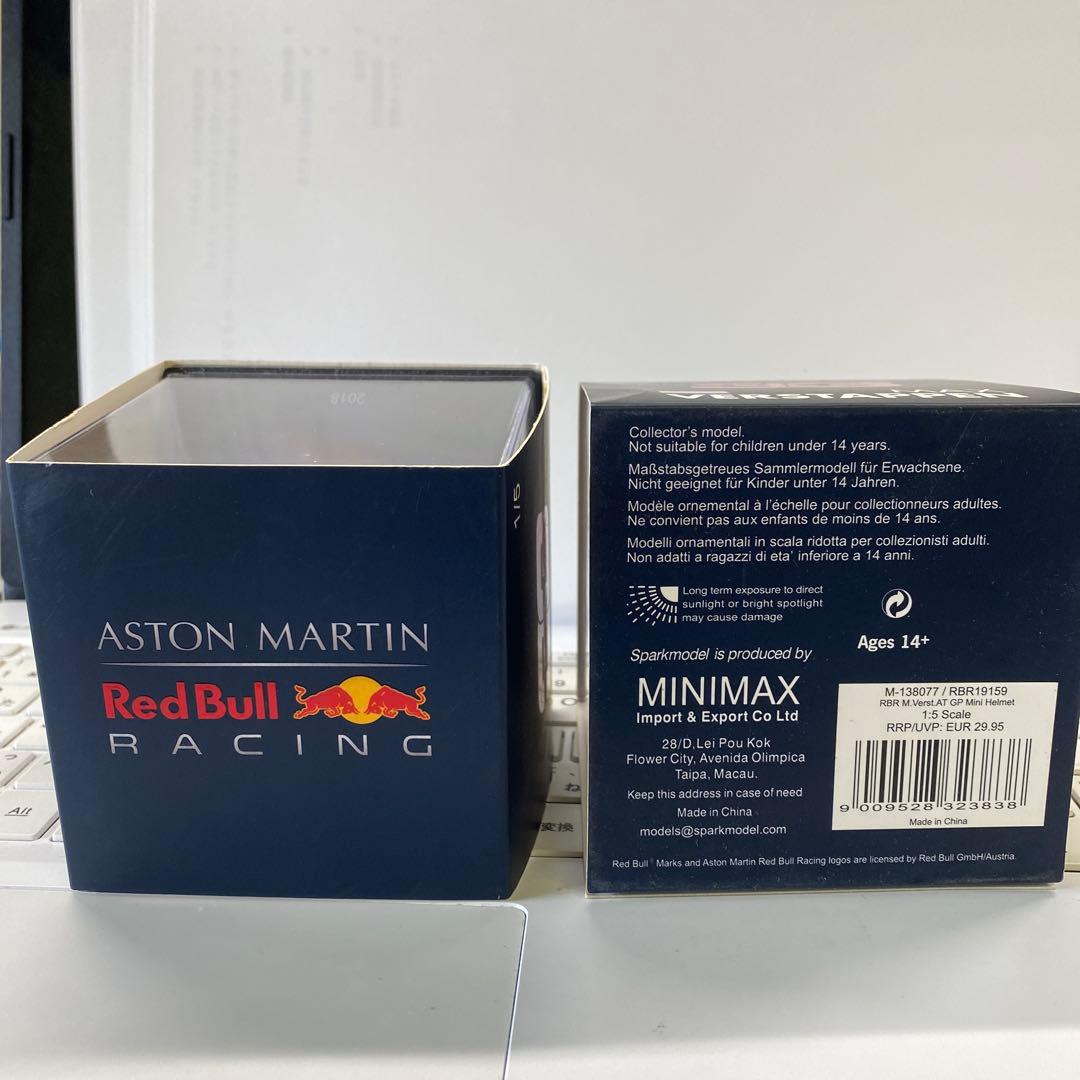 2018
1/5
ASTON MARTIN
Red Bull
RACING
Alt
変換
ね
VERSTAPPEN
Collector's model.
Not suitable for children under 14 years.
Maßstabsgetreues Sammlermodell für Erwachsene.
Nicht geeignet für Kinder unter 14 Jahren.
Modèle ornemental à l'échelle pour collectionneurs adultes.
Ne convient pas aux enfants de moins de 14 ans.
Modelli ornamentali in scala ridotta per collezionisti adulti.
Non adatti a ragazzi di eta' inferiore a 14 anni.
Long term exposure to direct
sunlight or bright spotlight
may cause damage
Ages 14+
Sparkmodel is produced by
MINIMAX
Import & Export Co Ltd
28/D, Lei Pou Kok
Flower City, Avenida Olimpica
Taipa, Macau.
Keep this address in case of need
Made in China
models@sparkmodel.com
M-138077 / RBR19159
RBR M.Verst.AT GP Mini Helmet
1:5 Scale
RRP/UVP: EUR 29.95
9 009528 323838
Made in China
Red Bull® Marks and Aston Martin Red Bull Racing logos are licensed by Red Bull GmbH/Austria.